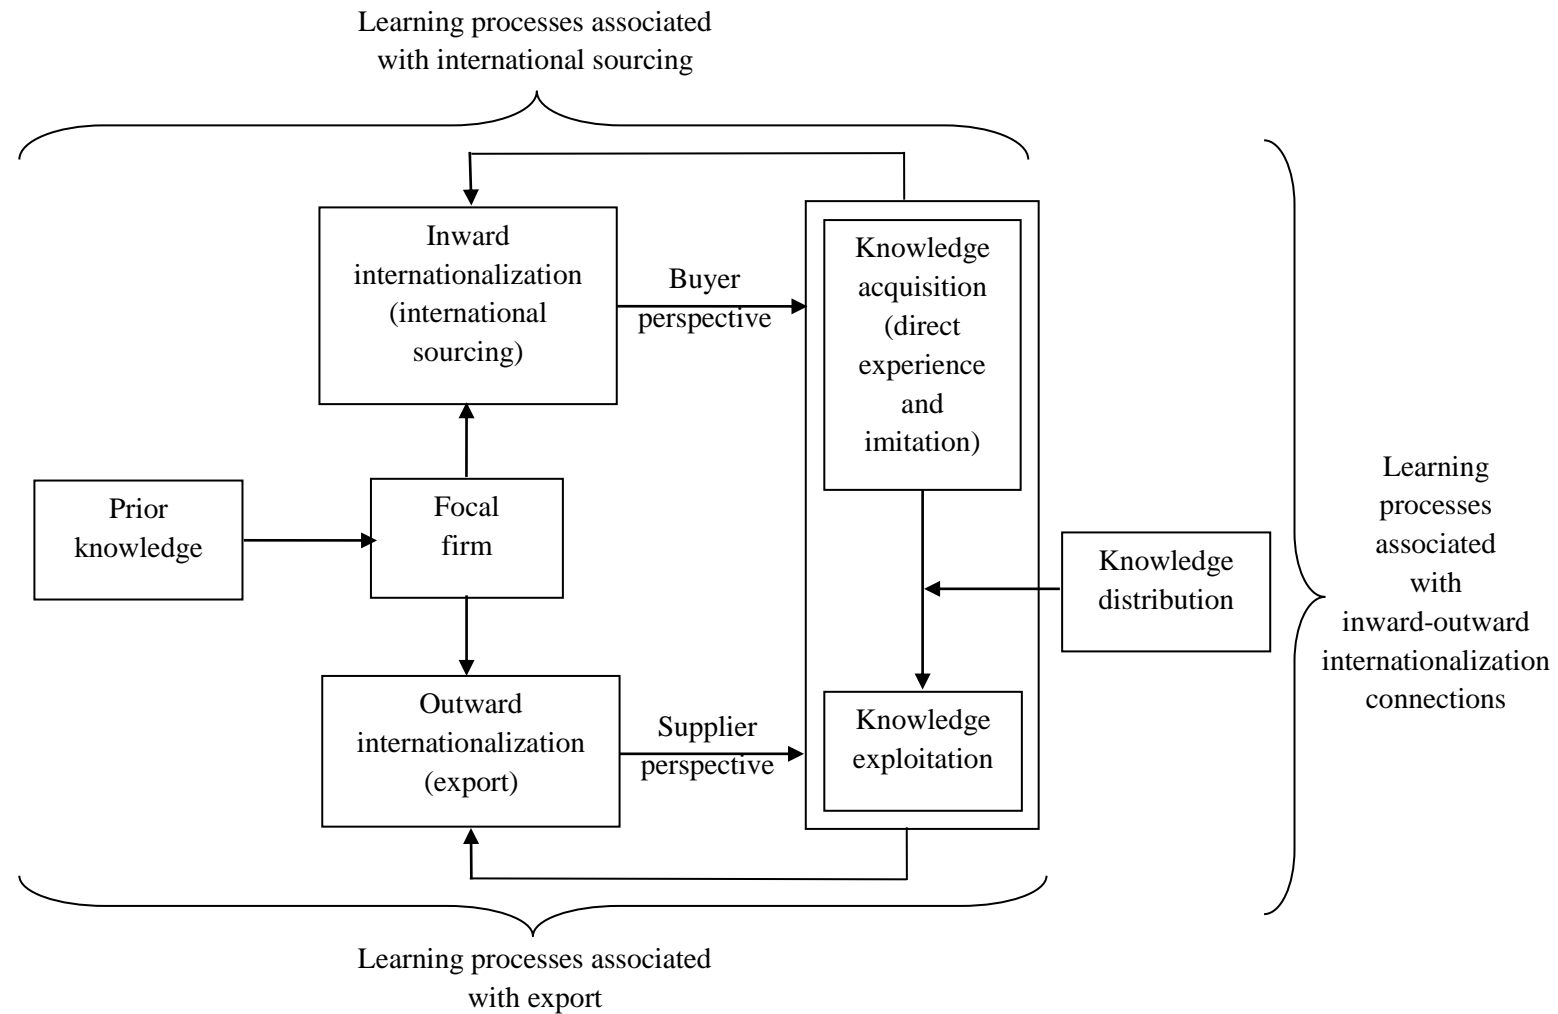 Learning processes associated
with international sourcing
Inward
internationalization
(international
sourcing)
Buyer
perspective
Knowledge
acquisition
(direct
experience
and
imitation)
Prior
knowledge
Focal
firm
Knowledge
distribution
Learning
processes
associated
with
inward-outward
internationalization
connections
Outward
internationalization
(export)
Supplier
perspective
Knowledge
exploitation
Learning processes associated
with export